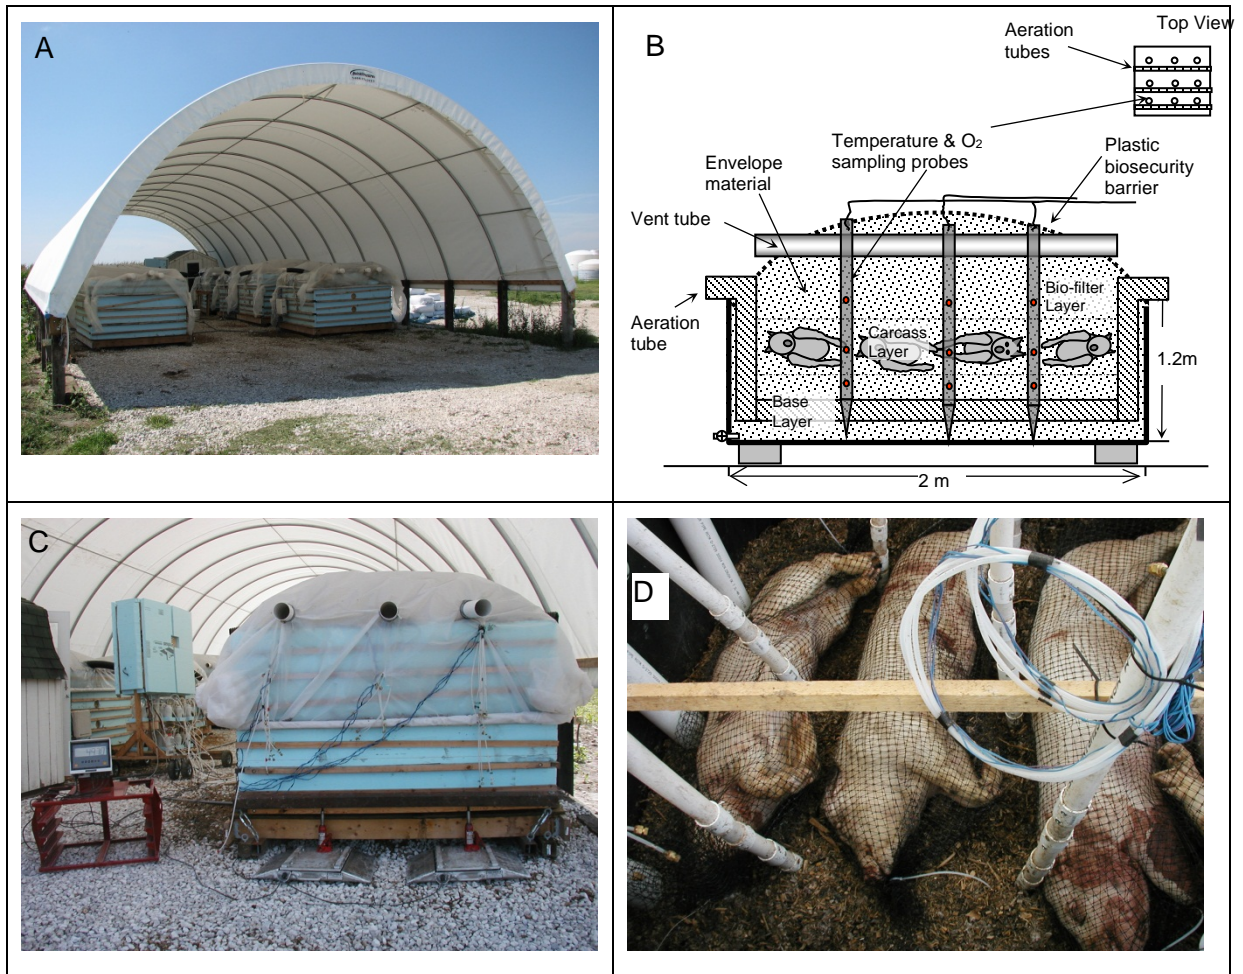 A
B
Top View
Aeration
tubes
Temperature & O₂
sampling probes
Plastic
biosecurity
barrier
Envelope
material
Vent tube
Bio-filter
Layer
Aeration
tube
Carcass
Layer
1.2m
Base
Layer
2 m
C
D